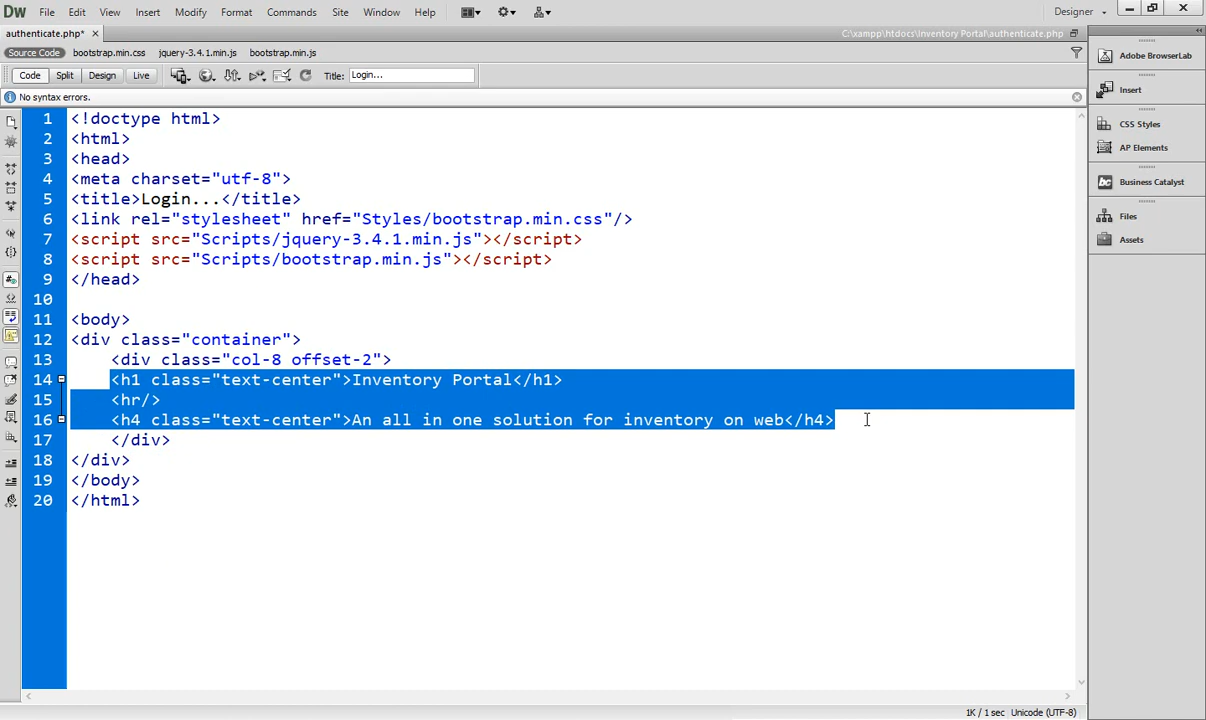 DW File Edit View Insert Modify Format Commands Site Window Help Designer
authenticate.php* C:\xampp\htdocs\Inventory Portal\authenticate.php
Source Code bootstrap.min.css jquery-3.4.1.min.js bootstrap.min.js
Code Split Design Live Title: Login...
No syntax errors.
1 <!doctype html>
2 <html>
3 <head>
4 <meta charset="utf-8">
5 <title>Login...</title>
6 <link rel="stylesheet" href="Styles/bootstrap.min.css"/>
7 <script src="Scripts/jquery-3.4.1.min.js"></script>
8 <script src="Scripts/bootstrap.min.js"></script>
9 </head>
10
11 <body>
12 <div class="container">
13 <div class="col-8 offset-2">
14 <h1 class="text-center">Inventory Portal</h1>
15 <hr/>
16 <h4 class="text-center">An all in one solution for inventory on web</h4>
17 </div>
18 </div>
19 </body>
20 </html>
Adobe BrowserLab
Insert
CSS Styles
AP Elements
Business Catalyst
Files
Assets
1K / 1 sec Unicode (UTF-8)